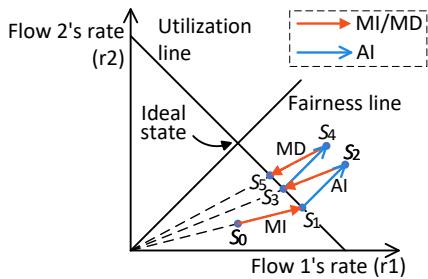 Flow 2's rate
(r2)
Utilization
line
MI/MD
AI
Ideal
state
Fairness line
S4
MD
S2
S5
S3
AI
S1
MI
S0
Flow 1's rate (r1)